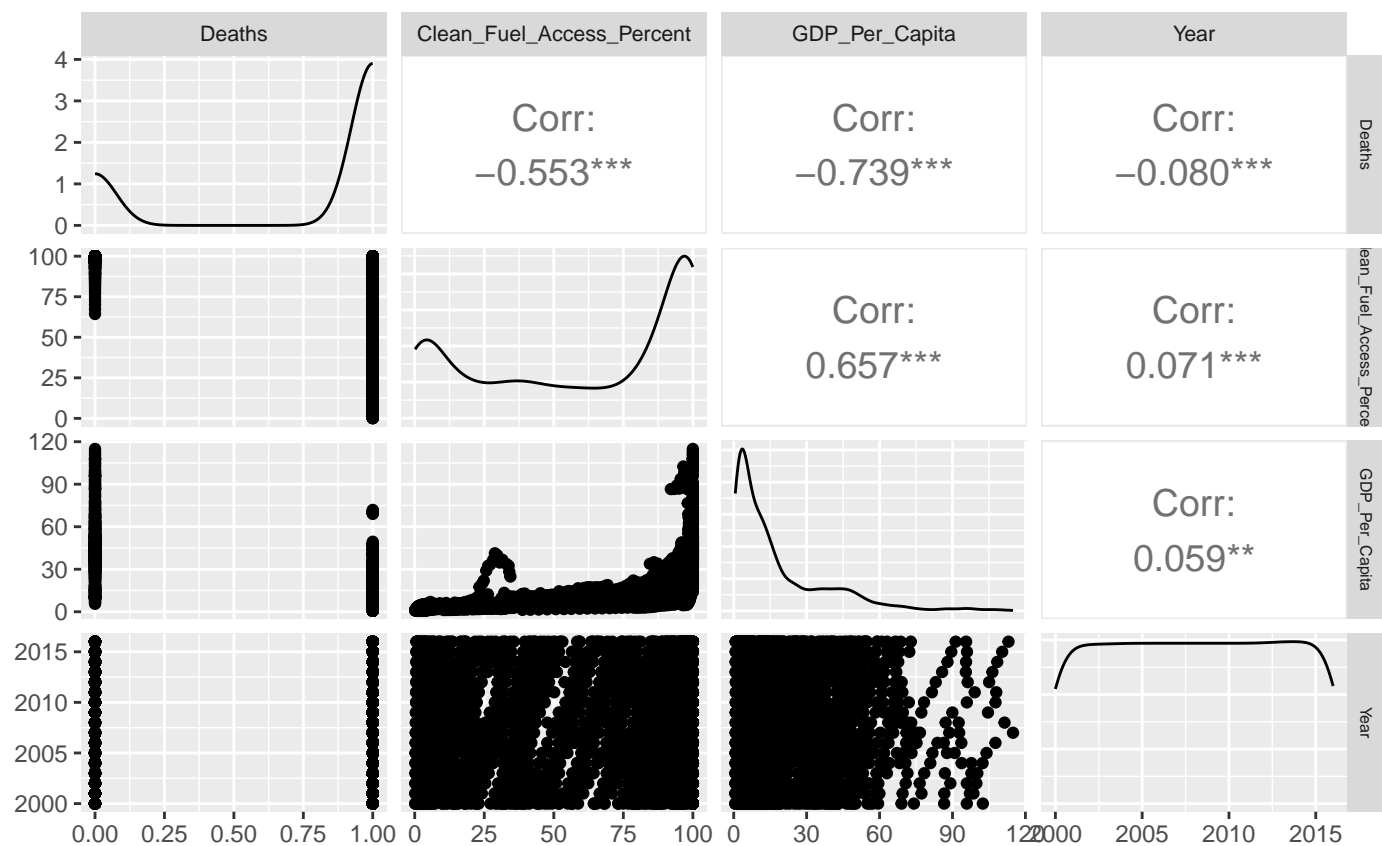 Deaths Clean_Fuel_Access_Percent GDP_Per_Capita Year
4
3
2
1
0
Corr:
−0.553***
Corr:
−0.739***
Corr:
−0.080***
Deaths
100
75
50
25
0
Corr:
0.657***
Corr:
0.071***
ean_Fuel_Access_Perce
120
90
60
30
0
Corr:
0.059**
GDP_Per_Capita
2015
2010
2005
2000
Year
0.00 0.25 0.50 0.75 1.00 0 25 50 75 100 0 30 60 90 120 2000 2005 2010 2015